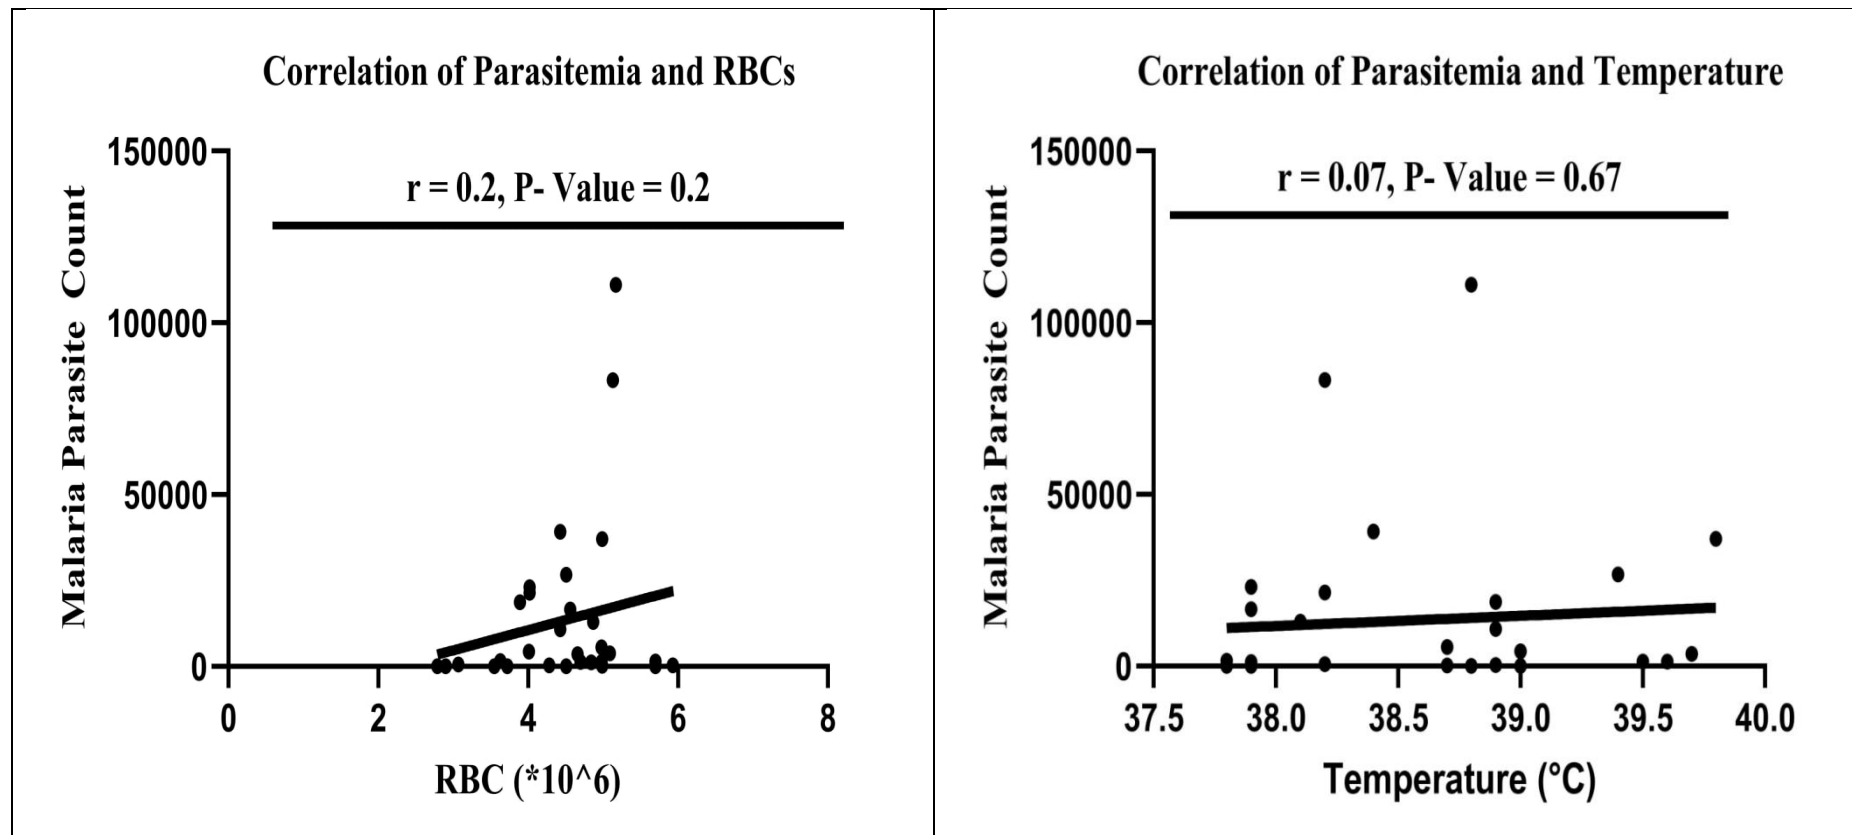 Correlation of Parasitemia and RBCs
r = 0.2, P- Value = 0.2
Malaria Parasite Count
150000
100000
50000
0
0 2 4 6 8
RBC (*10^6)
Correlation of Parasitemia and Temperature
r = 0.07, P- Value = 0.67
Malaria Parasite Count
150000
100000
50000
0
37.5 38.0 38.5 39.0 39.5 40.0
Temperature (°C)